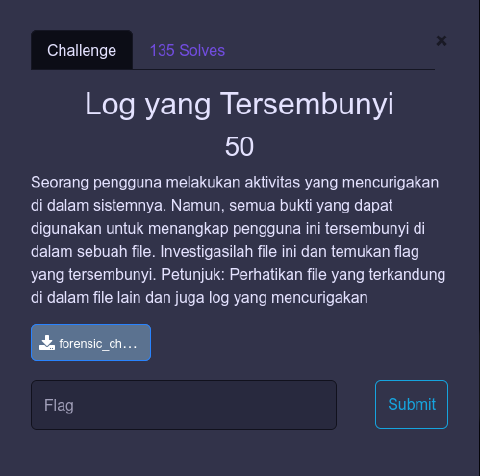 Challenge
135 Solves
×
Log yang Tersembunyi
50
Seorang pengguna melakukan aktivitas yang mencurigakan
di dalam sistemnya. Namun, semua bukti yang dapat
digunakan untuk menangkap pengguna ini tersembunyi di
dalam sebuah file. Investigasilah file ini dan temukan flag
yang tersembunyi. Petunjuk: Perhatikan file yang terkandung
di dalam file lain dan juga log yang mencurigakan
forensic_ch...
Flag
Submit